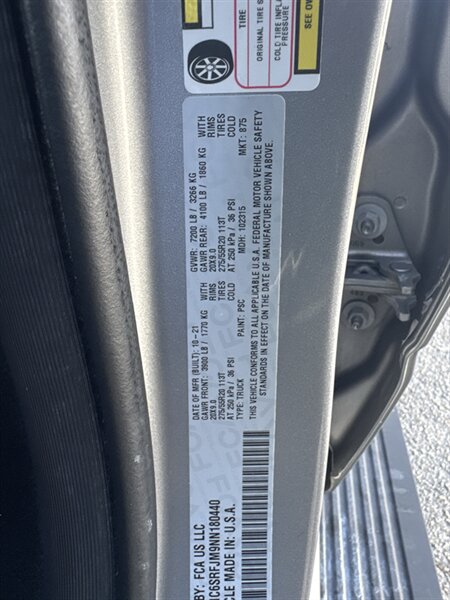 TIRE
ORIGINAL TIRE S
COLD TIRE INFLA
PRESSURE
SEE OW
BY: FCA US LLC
DATE OF MFR (BUILT): 10-21 GVWR: 7200 LB / 3266 KG
GAWR FRONT: 3900 LB / 1770 KG WITH GAWR REAR: 4100 LB / 1860 KG WITH
20X9.0 RIMS 20X9.0 RIMS
275/55R20 113T TIRES 275/55R20 113T TIRES
AT 250 kPa / 36 PSI COLD AT 250 kPa / 36 PSI COLD
TYPE: TRUCK PAINT: PSC MDH: 102315 MKT: 875
THIS VEHICLE CONFORMS TO ALL APPLICABLE U.S.A. FEDERAL MOTOR VEHICLE SAFETY
STANDARDS IN EFFECT ON THE DATE OF MANUFACTURE SHOWN ABOVE.
C6SRFJM9NN180440
CLE MADE IN: U.S.A.